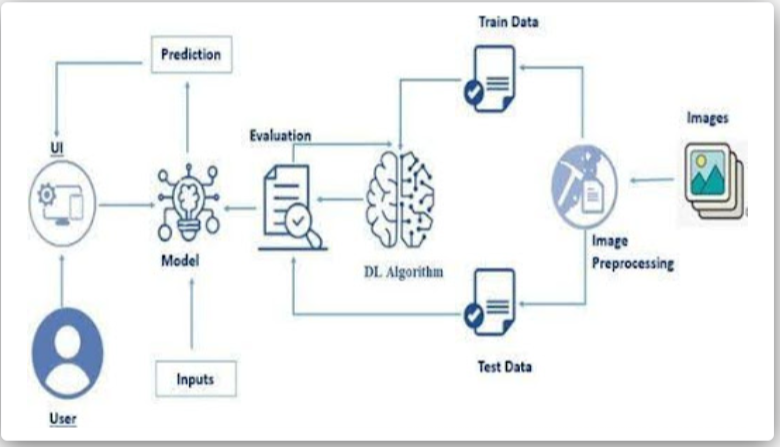 Train Data
Prediction
Images
Evaluation
UI
Image
Preprocessing
Model
DL Algorithm
Test Data
Inputs
User